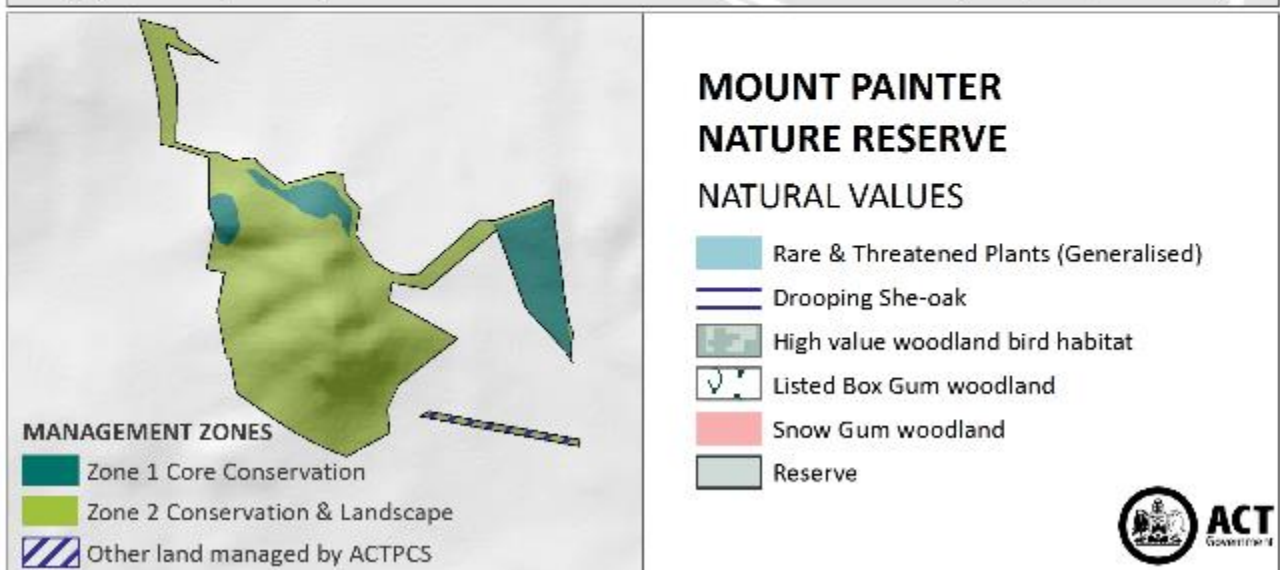 MANAGEMENT ZONES
Zone 1 Core Conservation
Zone 2 Conservation & Landscape
Other land managed by ACTPCS
MOUNT PAINTER
NATURE RESERVE
NATURAL VALUES
Rare & Threatened Plants (Generalised)
Drooping She-oak
High value woodland bird habitat
Listed Box Gum woodland
Snow Gum woodland
Reserve
ACT
Government